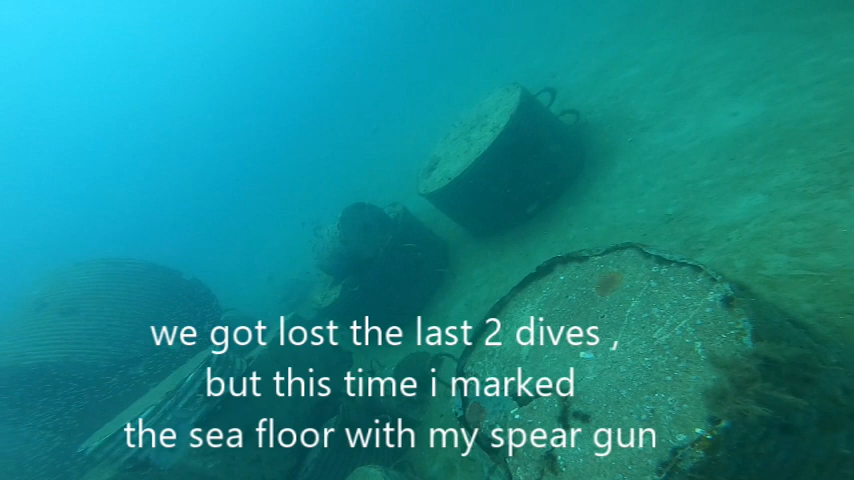 we got lost the last 2 dives ,
but this time i marked
the sea floor with my spear gun